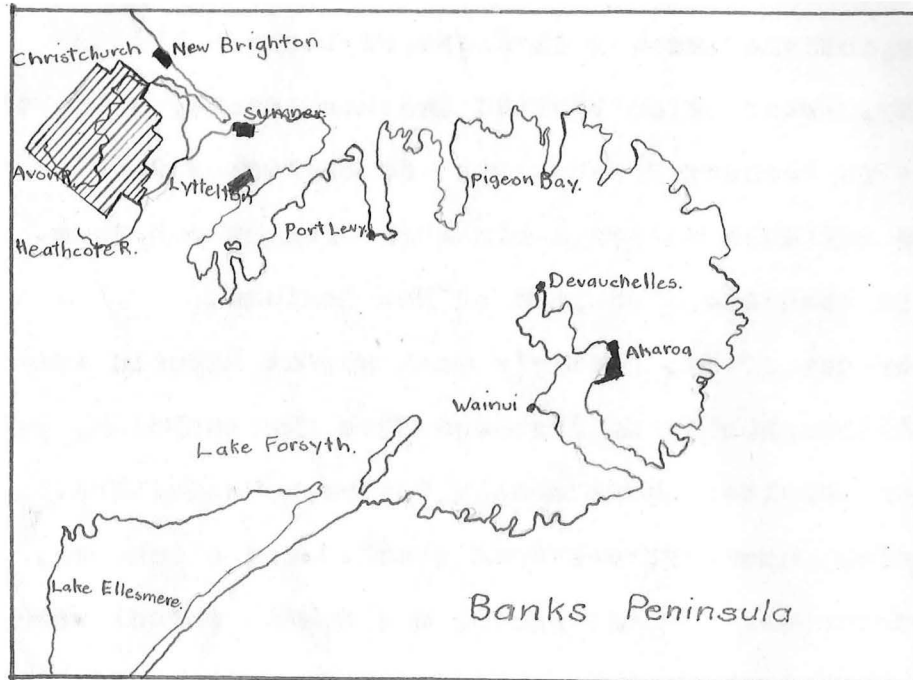 Christchurch
New Brighton
Sumner
Avon R.
Lyttelton
Heathcote R.
Port Levy
Pigeon Bay.
Devauchelles.
Akaroa
Wainui
Lake Forsyth.
Lake Ellesmere.
Banks Peninsula